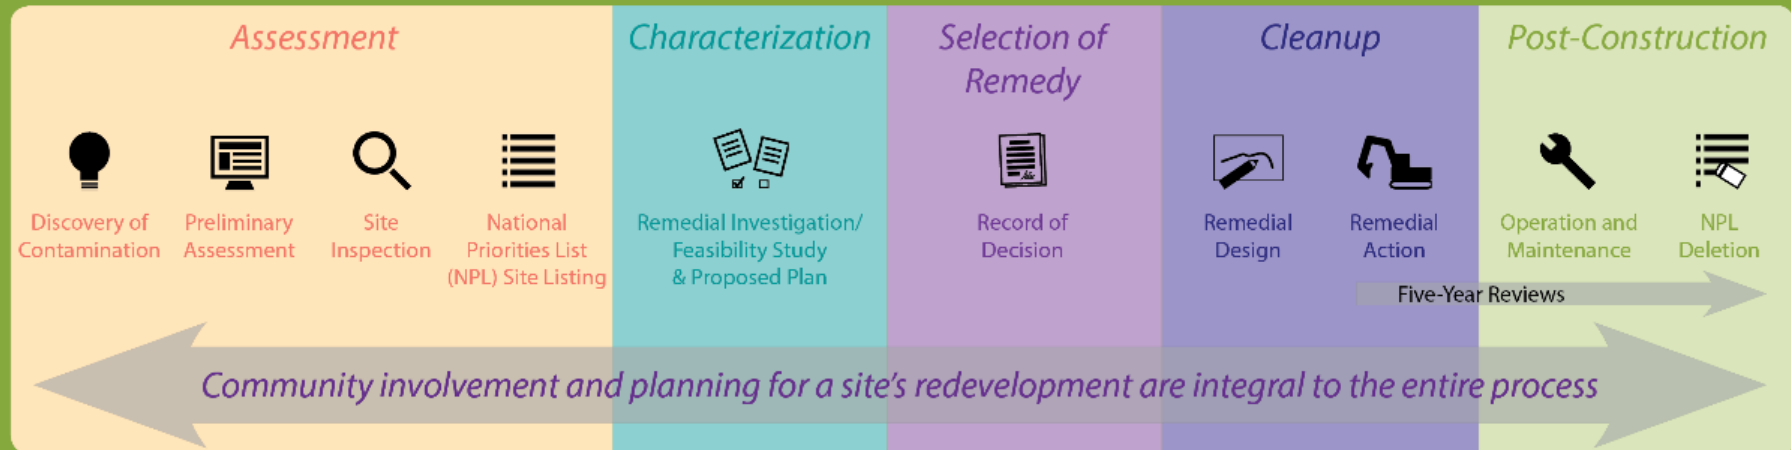 Assessment
Discovery of
Contamination
Preliminary
Assessment
Site
Inspection
National
Priorities List
(NPL) Site Listing
Characterization
Remedial Investigation/
Feasibility Study
& Proposed Plan
Selection of
Remedy
Record of
Decision
Cleanup
Remedial
Design
Remedial
Action
Post-Construction
Operation and
Maintenance
NPL
Deletion
Five-Year Reviews
Community involvement and planning for a site's redevelopment are integral to the entire process